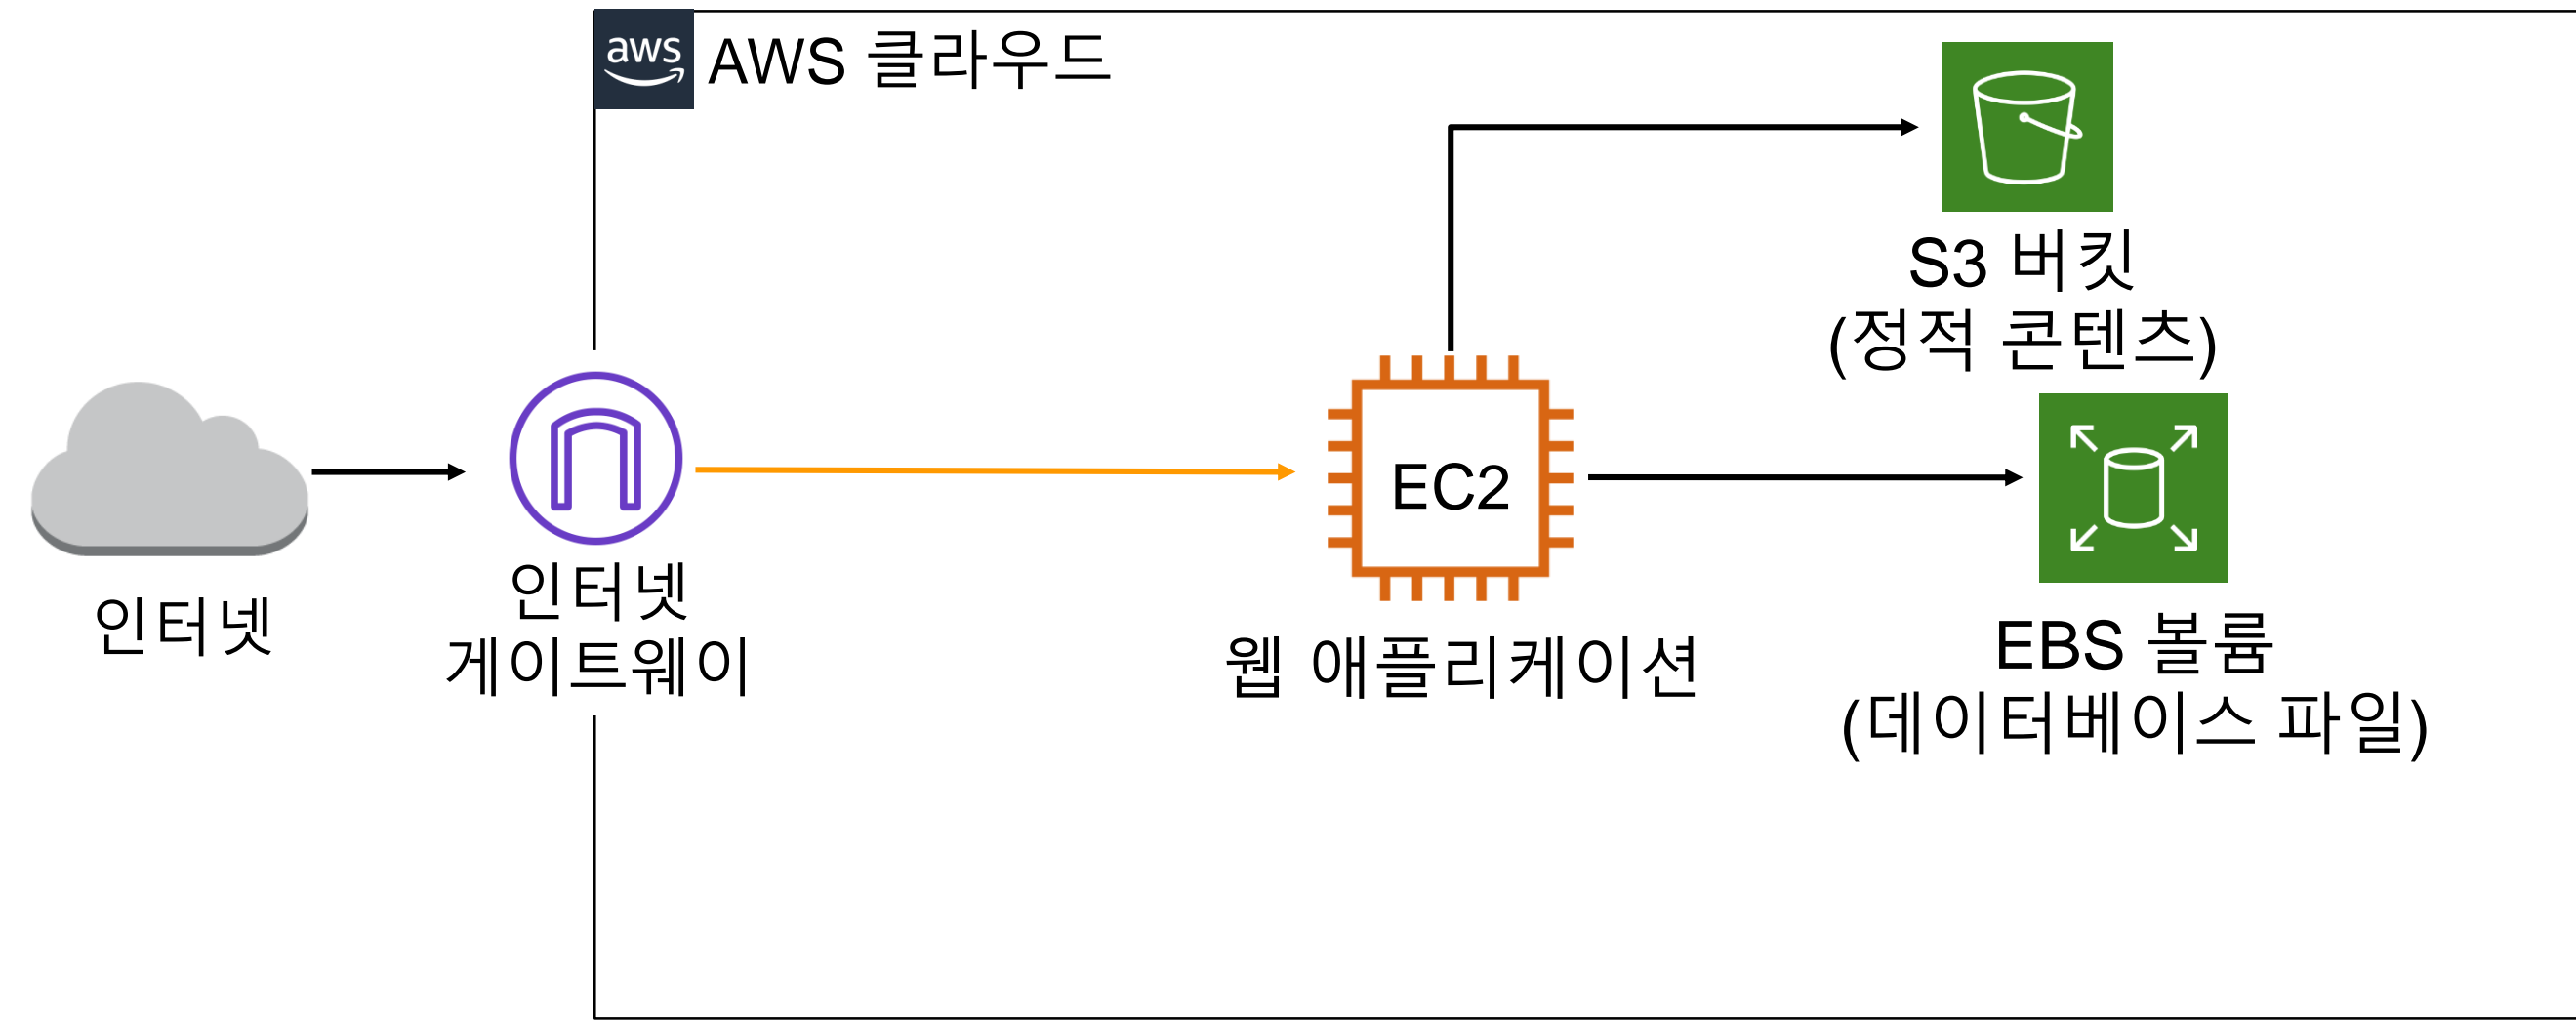 aws
AWS 클라우드
S3 버킷
(정적 콘텐츠)
EC2
인터넷
인터넷
게이트웨이
웹 애플리케이션
EBS 볼륨
(데이터베이스 파일)